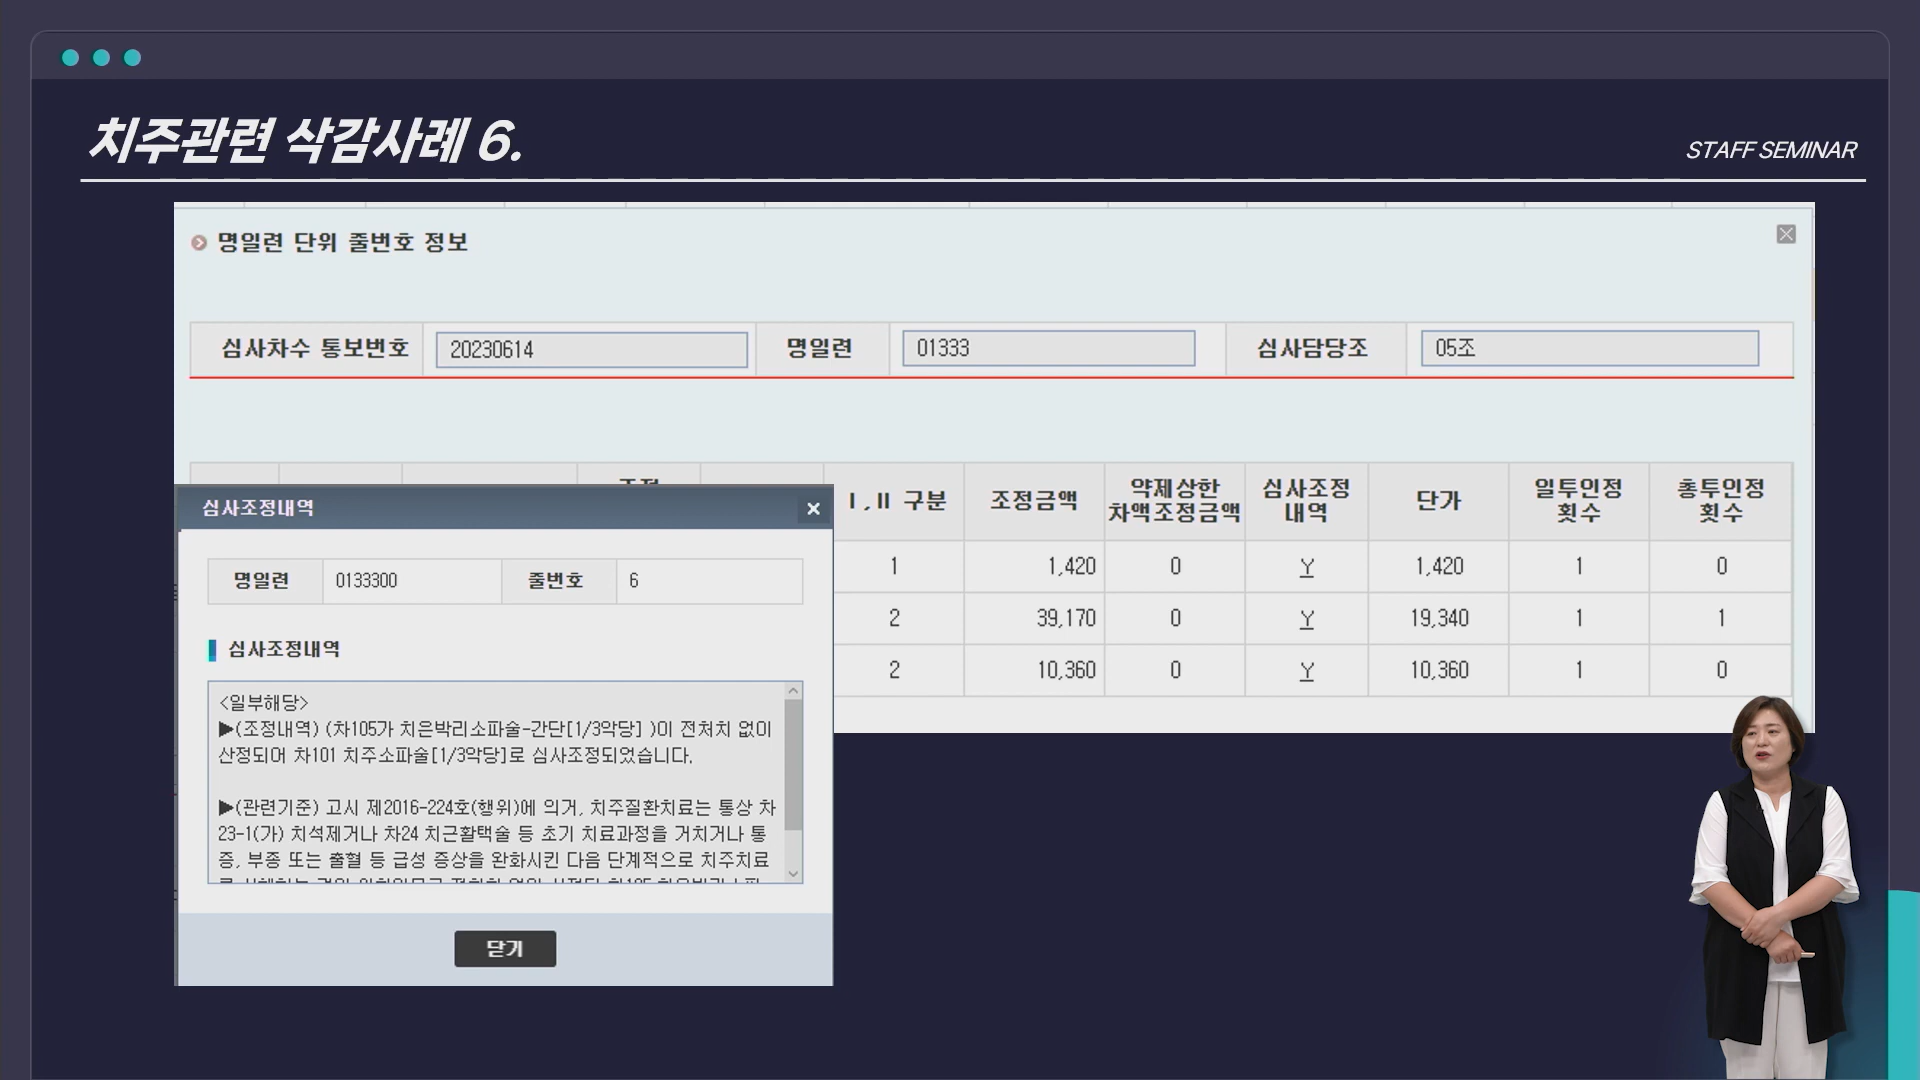 치주관련 삭감사례 6.
STAFF SEMINAR
명일련 단위 줄번호 정보
심사차수 통보번호 20230614 명일련 01333 심사담당조 05조
Ⅰ,Ⅱ 구분 조정금액 약제상한 차액조정금액 심사조정 내역 단가 일투인정 횟수 총투인정 횟수
1 1,420 0 Y 1,420 1 0
2 39,170 0 Y 19,340 1 1
2 10,360 0 Y 10,360 1 0
심사조정내역
명일련 0133300 줄번호 6
심사조정내역
<일부해당>
▶(조정내역) (차105가 치은박리소파술-간단[1/3악당] )이 전처치 없이
산정되어 차101 치주소파술[1/3악당]로 심사조정되었습니다.
▶(관련기준) 고시 제2016-224호(행위)에 의거, 치주질환치료는 통상 차
23-1(가) 치석제거나 차24 치근활택술 등 초기 치료과정을 거치거나 통
증, 부종 또는 출혈 등 급성 증상을 완화시킨 다음 단계적으로 치주치료
닫기